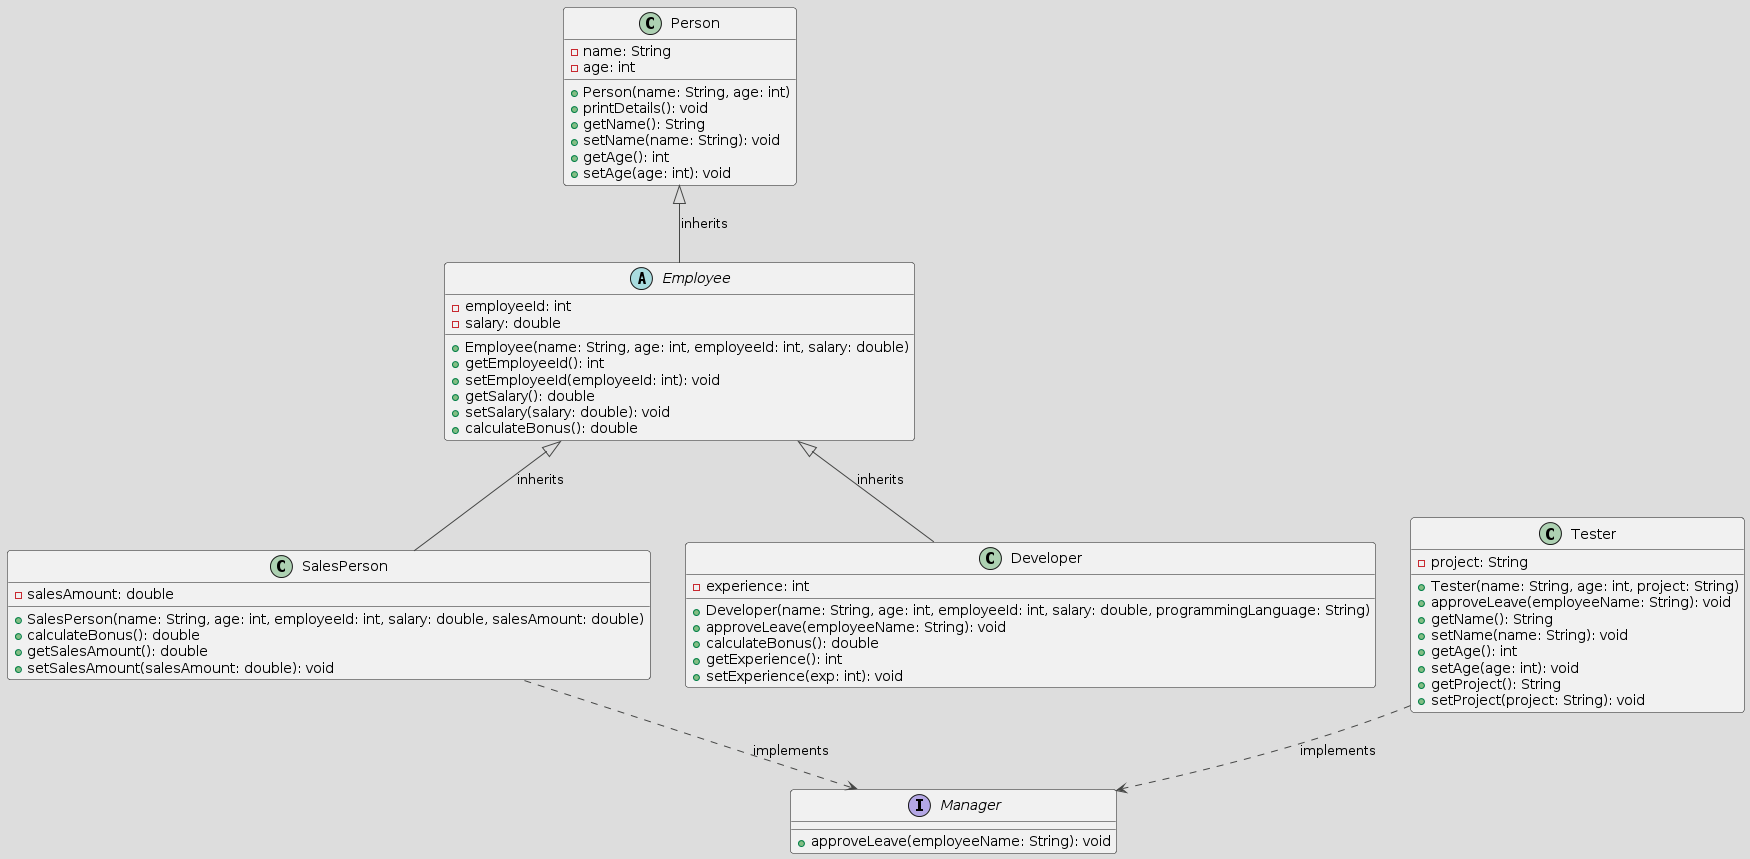 C Person
name: String
age: int
Person(name: String, age: int)
printDetails(): void
getName(): String
setName(name: String): void
getAge(): int
setAge(age: int): void
inherits
A Employee
employeeId: int
salary: double
Employee(name: String, age: int, employeeId: int, salary: double)
getEmployeeId(): int
setEmployeeId(employeeId: int): void
getSalary(): double
setSalary(salary: double): void
calculateBonus(): double
inherits
inherits
C SalesPerson
salesAmount: double
SalesPerson(name: String, age: int, employeeId: int, salary: double, salesAmount: double)
calculateBonus(): double
getSalesAmount(): double
setSalesAmount(salesAmount: double): void
C Developer
experience: int
Developer(name: String, age: int, employeeId: int, salary: double, programmingLanguage: String)
approveLeave(employeeName: String): void
calculateBonus(): double
getExperience(): int
setExperience(exp: int): void
C Tester
project: String
Tester(name: String, age: int, project: String)
approveLeave(employeeName: String): void
getName(): String
setName(name: String): void
getAge(): int
setAge(age: int): void
getProject(): String
setProject(project: String): void
implements
implements
I Manager
approveLeave(employeeName: String): void